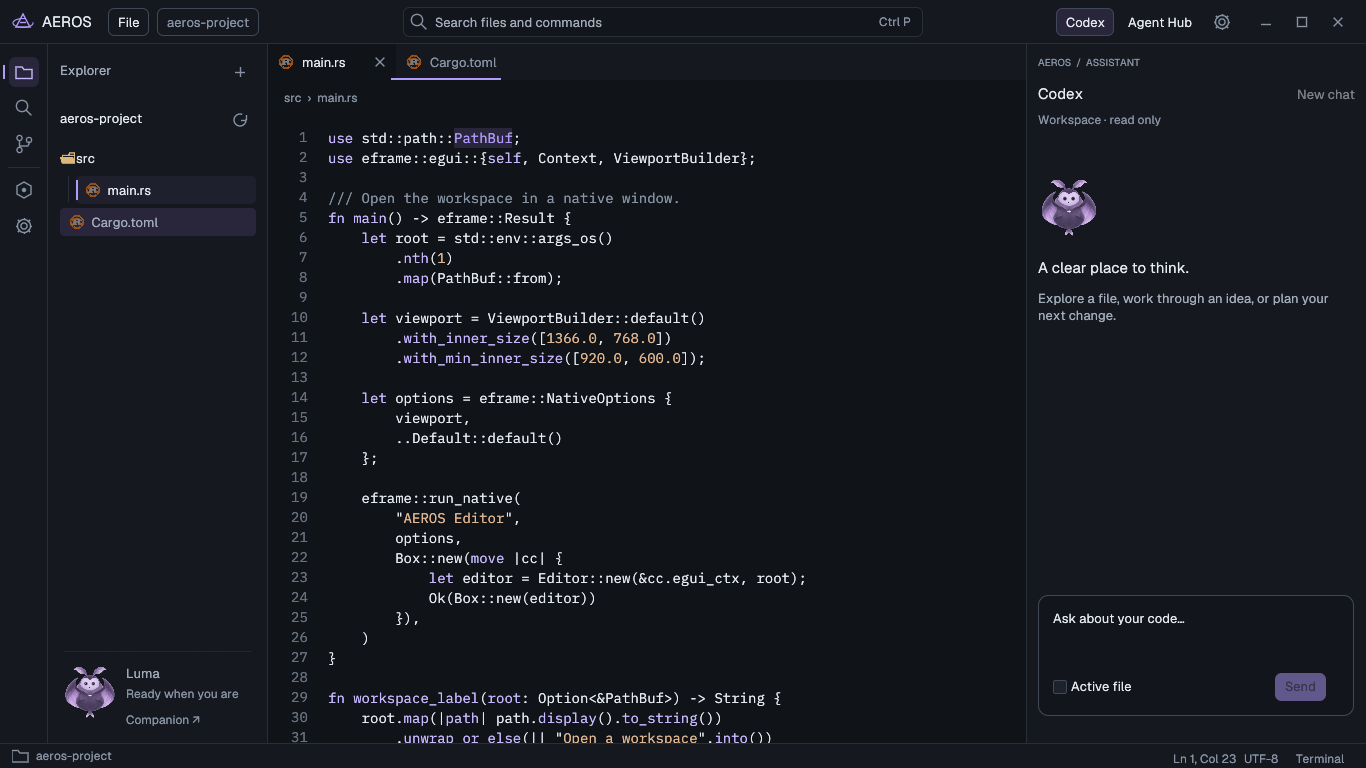 AEROS File aeros-project Search files and commands Ctrl P Codex Agent Hub
Explorer
aeros-project
src
main.rs
Cargo.toml
Luma
Ready when you are
Companion ↗
main.rs Cargo.toml
src › main.rs
1 use std::path::PathBuf;
2 use eframe::egui::{self, Context, ViewportBuilder};
3
4 /// Open the workspace in a native window.
5 fn main() -> eframe::Result {
6     let root = std::env::args_os()
7         .nth(1)
8         .map(PathBuf::from);
9
10     let viewport = ViewportBuilder::default()
11         .with_inner_size([1366.0, 768.0])
12         .with_min_inner_size([920.0, 600.0]);
13
14     let options = eframe::NativeOptions {
15         viewport,
16         ..Default::default()
17     };
18
19     eframe::run_native(
20         "AEROS Editor",
21         options,
22         Box::new(move |cc| {
23             let editor = Editor::new(&cc.egui_ctx, root);
24             Ok(Box::new(editor))
25         }),
26     )
27 }
28
29 fn workspace_label(root: Option<&PathBuf>) -> String {
30     root.map(|path| path.display().to_string())
31         .unwrap_or_else(|| "Open a workspace".into())
AEROS / ASSISTANT
Codex New chat
Workspace · read only
A clear place to think.
Explore a file, work through an idea, or plan your
next change.
Ask about your code…
Active file Send
aeros-project Ln 1, Col 23 UTF-8 Terminal